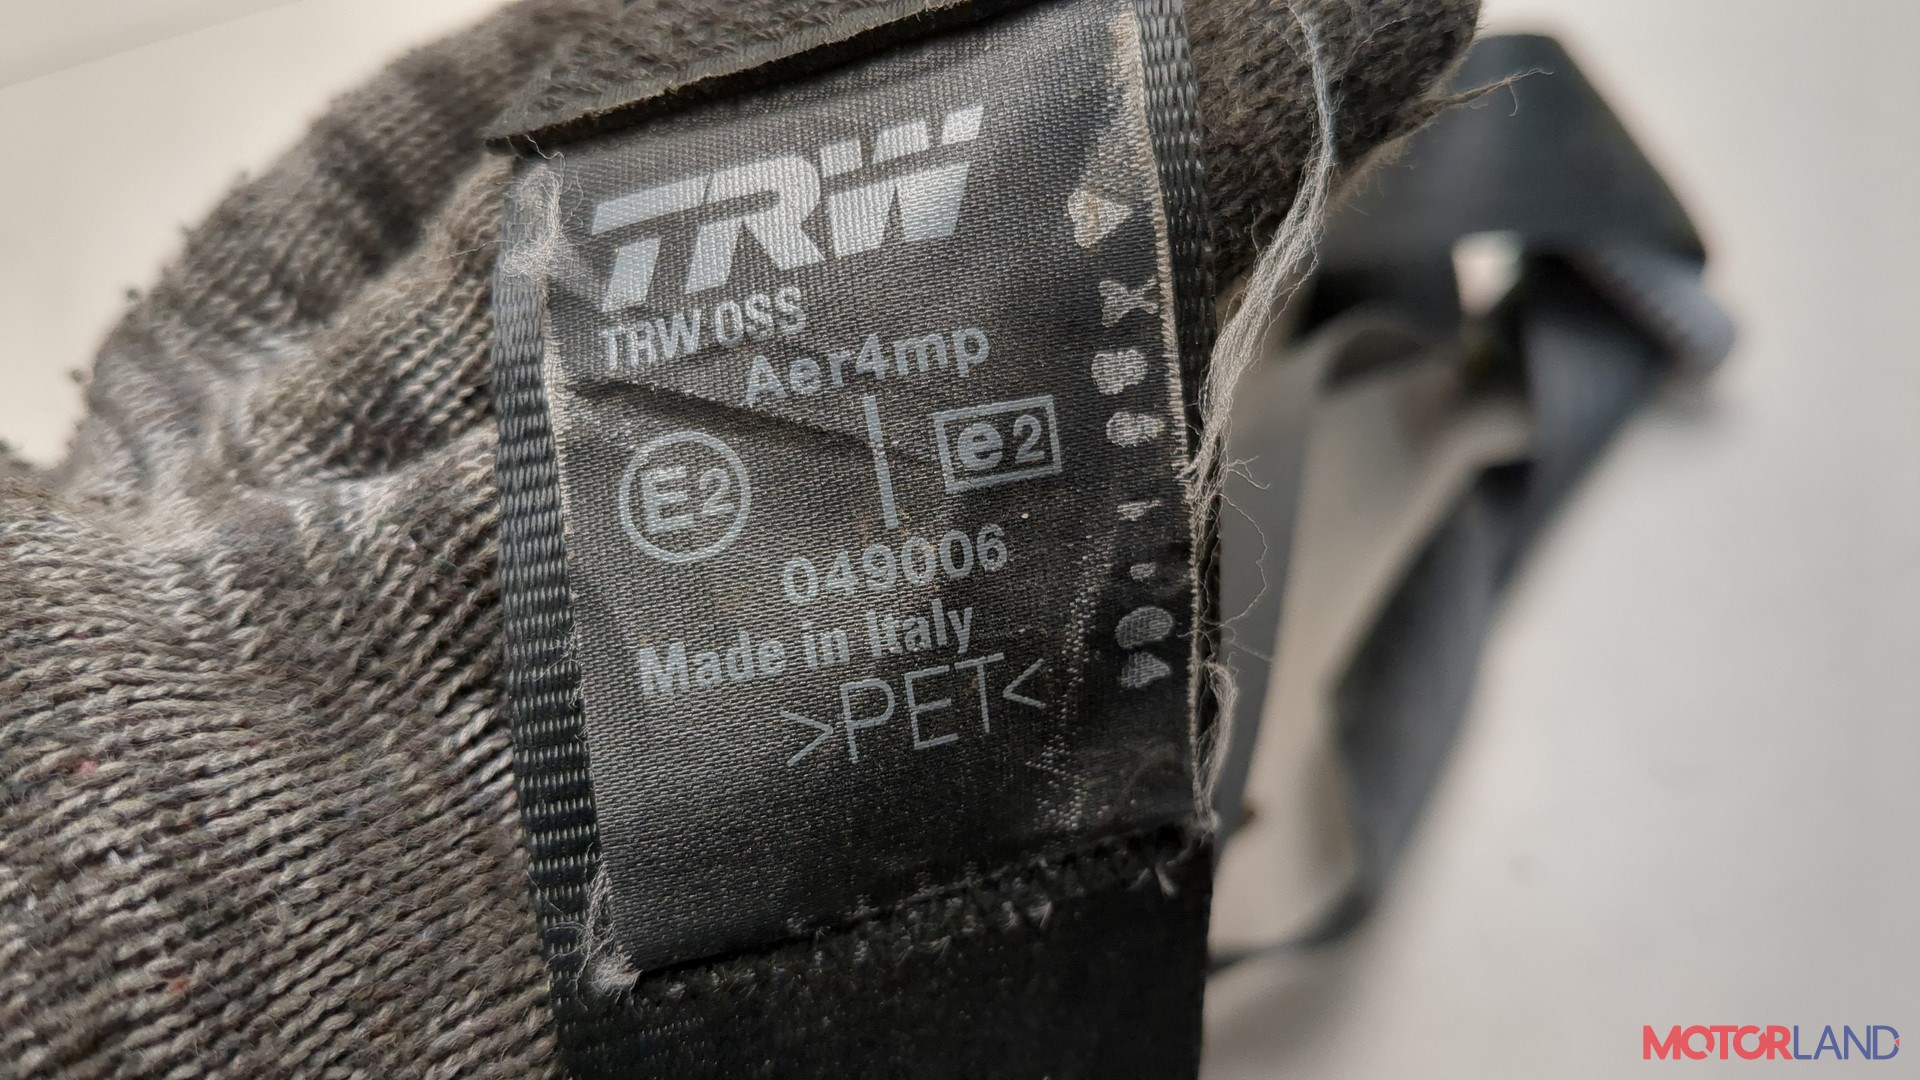 TRW
TRW OSS
Aer4mp
E2
e2
049006
Made in Italy
>PET<
MOTORLAND